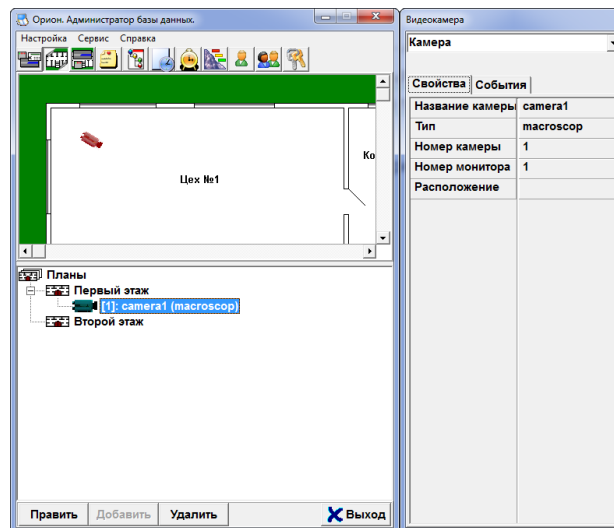 Орион. Администратор базы данных.
Настройка Сервис Справка
Цех №1
Ко
Планы
Первый этаж
[1]: camera1 (macroscop)
Второй этаж
Править Добавить Удалить Выход
Видеокамера
Камера
Свойства События
Название камеры camera1
Тип macroscop
Номер камеры 1
Номер монитора 1
Расположение